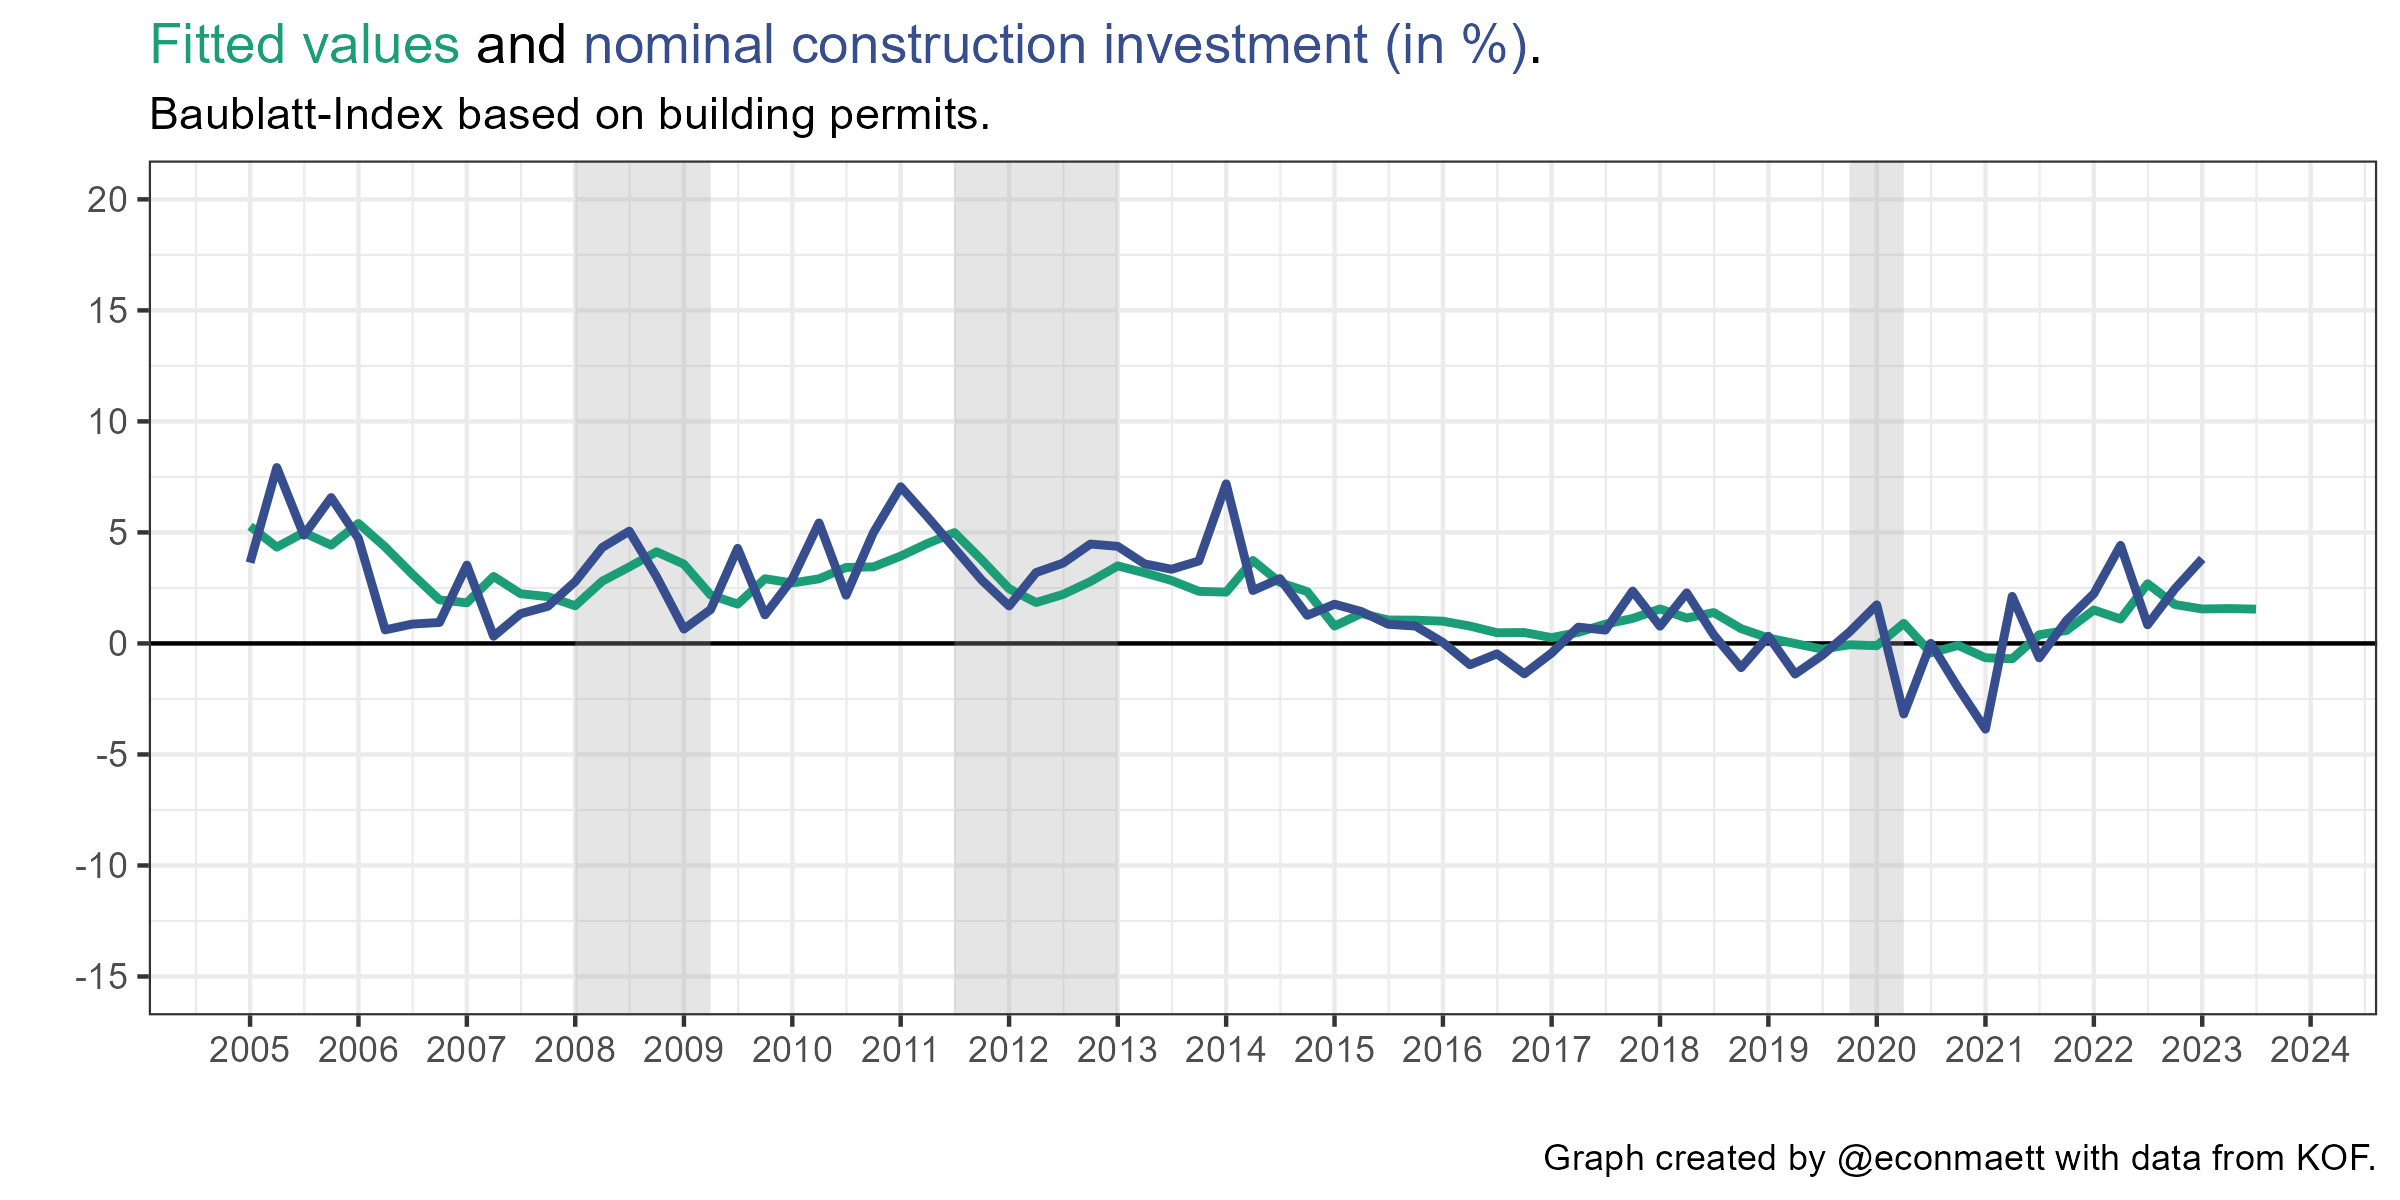 Fitted values and nominal construction investment (in %).
Baublatt-Index based on building permits.
20
15
10
5
0
-5
-10
-15
2005 2006 2007 2008 2009 2010 2011 2012 2013 2014 2015 2016 2017 2018 2019 2020 2021 2022 2023 2024
Graph created by @econmaett with data from KOF.